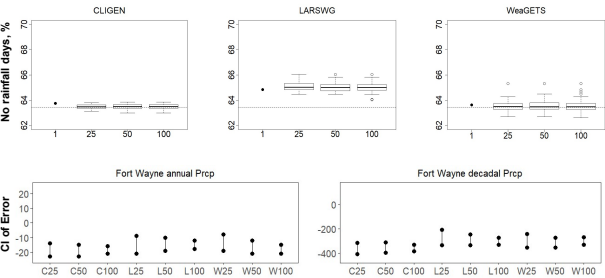 CLIGEN LARSWG WeaGETS
No rainfall days, %
70 70 70
68 68 68
66 66 66
64 64 64
62 62 62
1 25 50 100 1 25 50 100 1 25 50 100
Fort Wayne annual Prcp Fort Wayne decadal Prcp
CI of Error
20 0
10 -200
0 -400
-10
-20
C25 C50 C100 L25 L50 L100 W25 W50 W100 C25 C50 C100 L25 L50 L100 W25 W50 W100